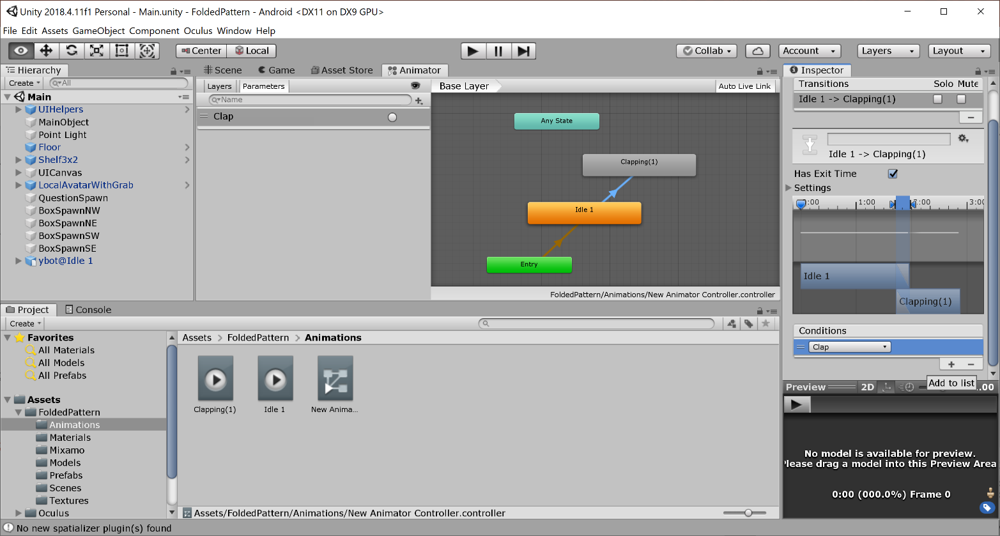 Unity 2018.4.11f1 Personal - Main.unity - FoldedPattern - Android <DX11 on DX9 GPU>
File Edit Assets GameObject Component Oculus Window Help
Center Local Collab Account Layers Layout
Hierarchy
Create All
Main
UIHelpers
MainObject
Point Light
Floor
Shelf3x2
UICanvas
LocalAvatarWithGrab
QuestionSpawn
BoxSpawnNW
BoxSpawnNE
BoxSpawnSW
BoxSpawnSE
ybot@Idle 1
Scene Game Asset Store Animator
Layers Parameters
Name
Clap
Base Layer Auto Live Link
Any State
Clapping(1)
Idle 1
Entry
FoldedPattern/Animations/New Animator Controller.controller
Inspector
Transitions Solo Mute
Idle 1 -> Clapping(1)
Idle 1 -> Clapping(1)
Has Exit Time
Settings
:00 1:00 2:00 3:00
Idle 1
Clapping(1)
Conditions
Clap
+ -
Add to list
Preview 2D .00
No model is available for preview.
Please drag a model into this Preview Area
0:00 (000.0%) Frame 0
Project Console
Create
Favorites
All Materials
All Models
All Prefabs
Assets
FoldedPattern
Animations
Materials
Mixamo
Models
Prefabs
Scenes
Textures
Oculus
Assets > FoldedPattern > Animations
Clapping(1) Idle 1 New Anima...
Assets/FoldedPattern/Animations/New Animator Controller.controller
No new spatializer plugin(s) found